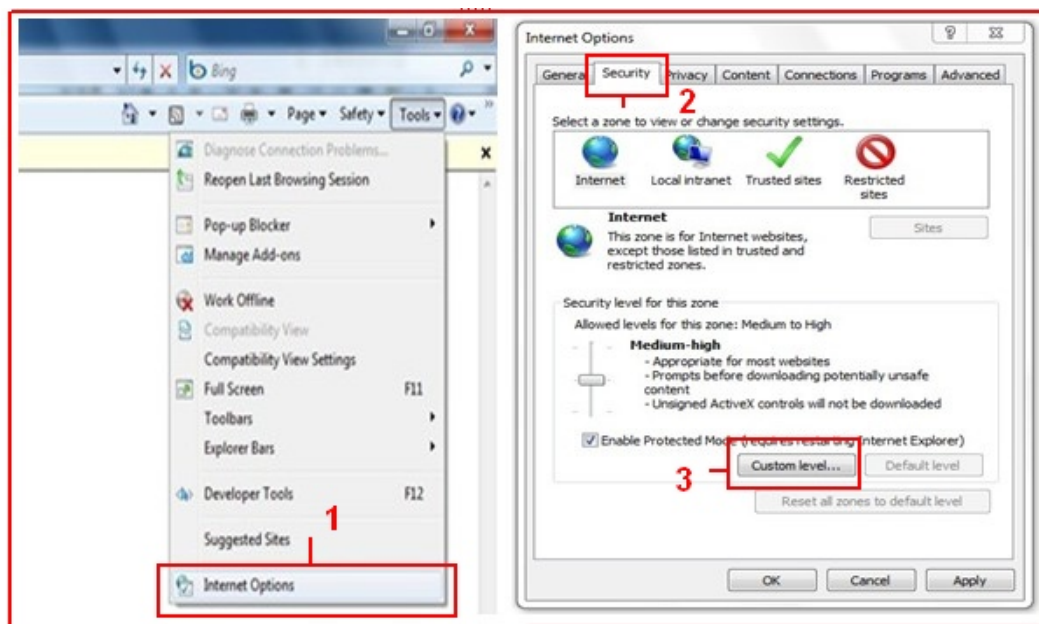 Bing
Page Safety Tools
Diagnose Connection Problems...
Reopen Last Browsing Session
Pop-up Blocker
Manage Add-ons
Work Offline
Compatibility View
Compatibility View Settings
Full Screen F11
Toolbars
Explorer Bars
Developer Tools F12
1
Suggested Sites
Internet Options
Internet Options
General Security Privacy Content Connections Programs Advanced
2
Select a zone to view or change security settings.
Internet Local intranet Trusted sites Restricted sites
Internet
This zone is for Internet websites,
except those listed in trusted and
restricted zones.
Sites
Security level for this zone
Allowed levels for this zone: Medium to High
Medium-high
- Appropriate for most websites
- Prompts before downloading potentially unsafe
content
- Unsigned ActiveX controls will not be downloaded
Enable Protected Mode (requires restarting Internet Explorer)
3
Custom level... Default level
Reset all zones to default level
OK Cancel Apply